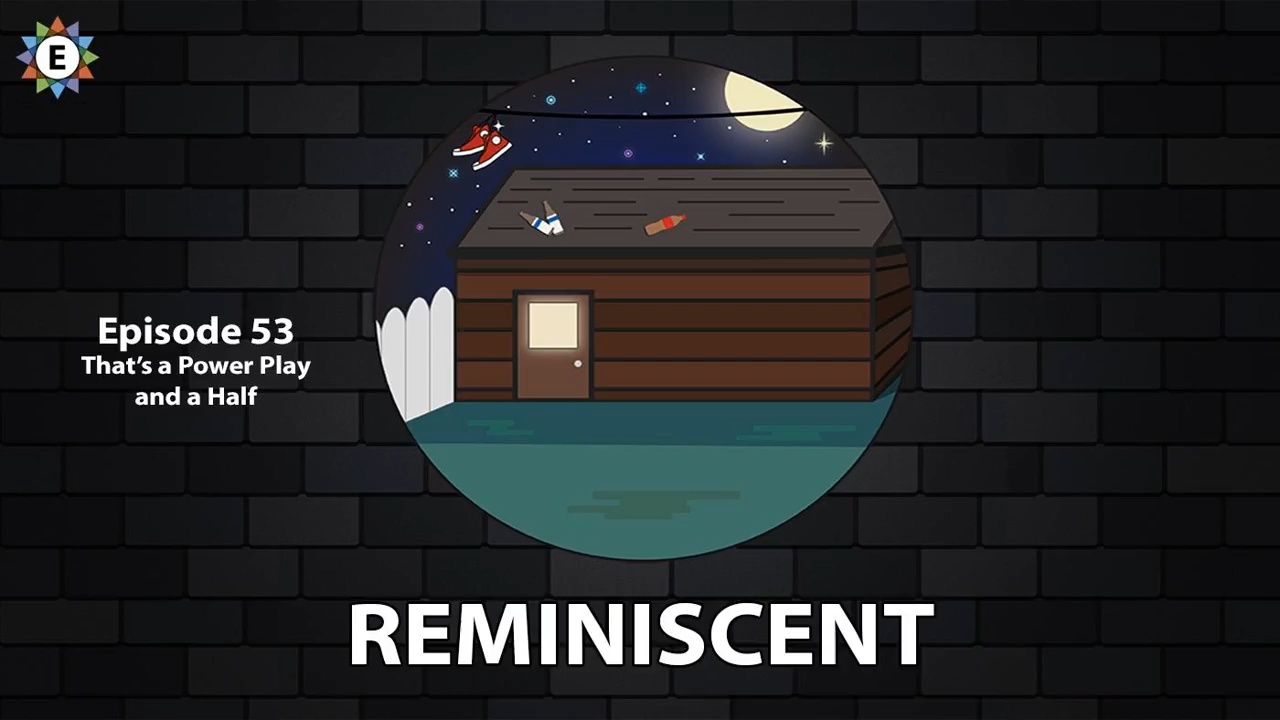 E
Episode 53
That's a Power Play
and a Half
REMINISCENT